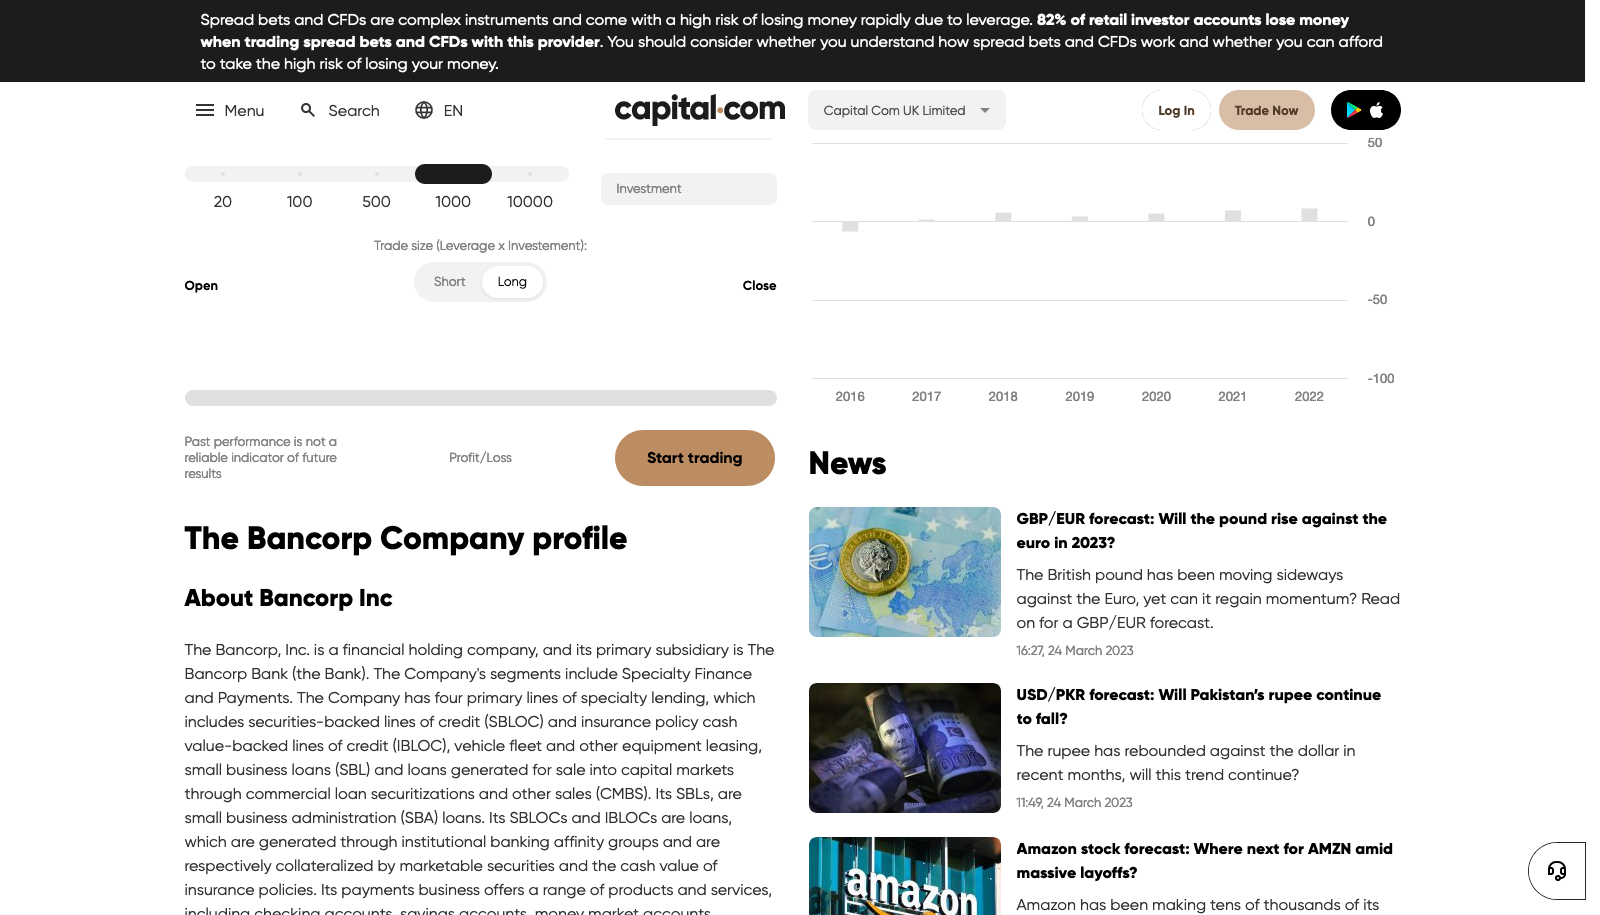 Spread bets and CFDs are complex instruments and come with a high risk of losing money rapidly due to leverage. 82% of retail investor accounts lose money
when trading spread bets and CFDs with this provider. You should consider whether you understand how spread bets and CFDs work and whether you can afford
to take the high risk of losing your money.
Menu
Search
EN
capital.com
Capital Com UK Limited
Log In
Trade Now
20
100
500
1000
10000
Investment
Trade size (Leverage x Investement):
Open
Short
Long
Close
Past performance is not a
reliable indicator of future
results
Profit/Loss
Start trading
The Bancorp Company profile
About Bancorp Inc
The Bancorp, Inc. is a financial holding company, and its primary subsidiary is The
Bancorp Bank (the Bank). The Company's segments include Specialty Finance
and Payments. The Company has four primary lines of specialty lending, which
includes securities-backed lines of credit (SBLOC) and insurance policy cash
value-backed lines of credit (IBLOC), vehicle fleet and other equipment leasing,
small business loans (SBL) and loans generated for sale into capital markets
through commercial loan securitizations and other sales (CMBS). Its SBLs, are
small business administration (SBA) loans. Its SBLOCs and IBLOCs are loans,
which are generated through institutional banking affinity groups and are
respectively collateralized by marketable securities and the cash value of
insurance policies. Its payments business offers a range of products and services,
including checking accounts, savings accounts, money market accounts,
50
0
-50
-100
2016
2017
2018
2019
2020
2021
2022
News
GBP/EUR forecast: Will the pound rise against the
euro in 2023?
The British pound has been moving sideways
against the Euro, yet can it regain momentum? Read
on for a GBP/EUR forecast.
16:27, 24 March 2023
USD/PKR forecast: Will Pakistan’s rupee continue
to fall?
The rupee has rebounded against the dollar in
recent months, will this trend continue?
11:49, 24 March 2023
amazon
Amazon stock forecast: Where next for AMZN amid
massive layoffs?
Amazon has been making tens of thousands of its